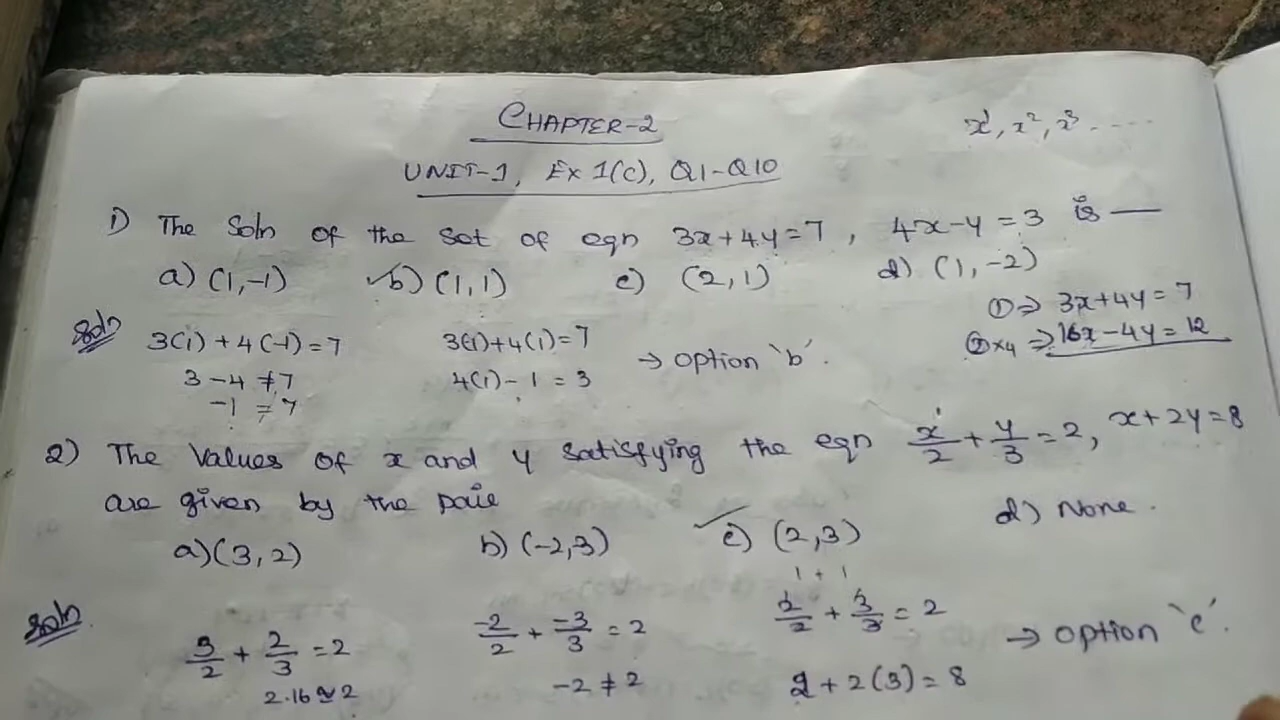 CHAPTER-2
x¹, x², x³ ....
UNIT-1, Ex 1(c), Q1-Q10
1) The Soln of the set of eqn 3x+4y=7, 4x-y=3 is —
a) (1,-1) ✓b) (1,1) c) (2,1) d) (1,-2)
Soln
3(1)+4(-1)=7 3(1)+4(1)=7 → Option 'b'. ①⇒ 3x+4y=7
3-4≠7 4(1)-1=3 ②×4 ⇒ 16x-4y=12
-1 = 7
2) The Values of x and y satisfying the eqn x/2 + y/3 = 2, x+2y=8
are given by the pair
a) (3,2) b) (-2,3) ✓c) (2,3) d) None.
1 + 1
Soln.
3/2 + 2/3 = 2 -2/2 + -3/3 = 2 2/2 + 3/3 = 2 → Option 'c'.
2.16≃2 -2≠2 2+2(3)=8